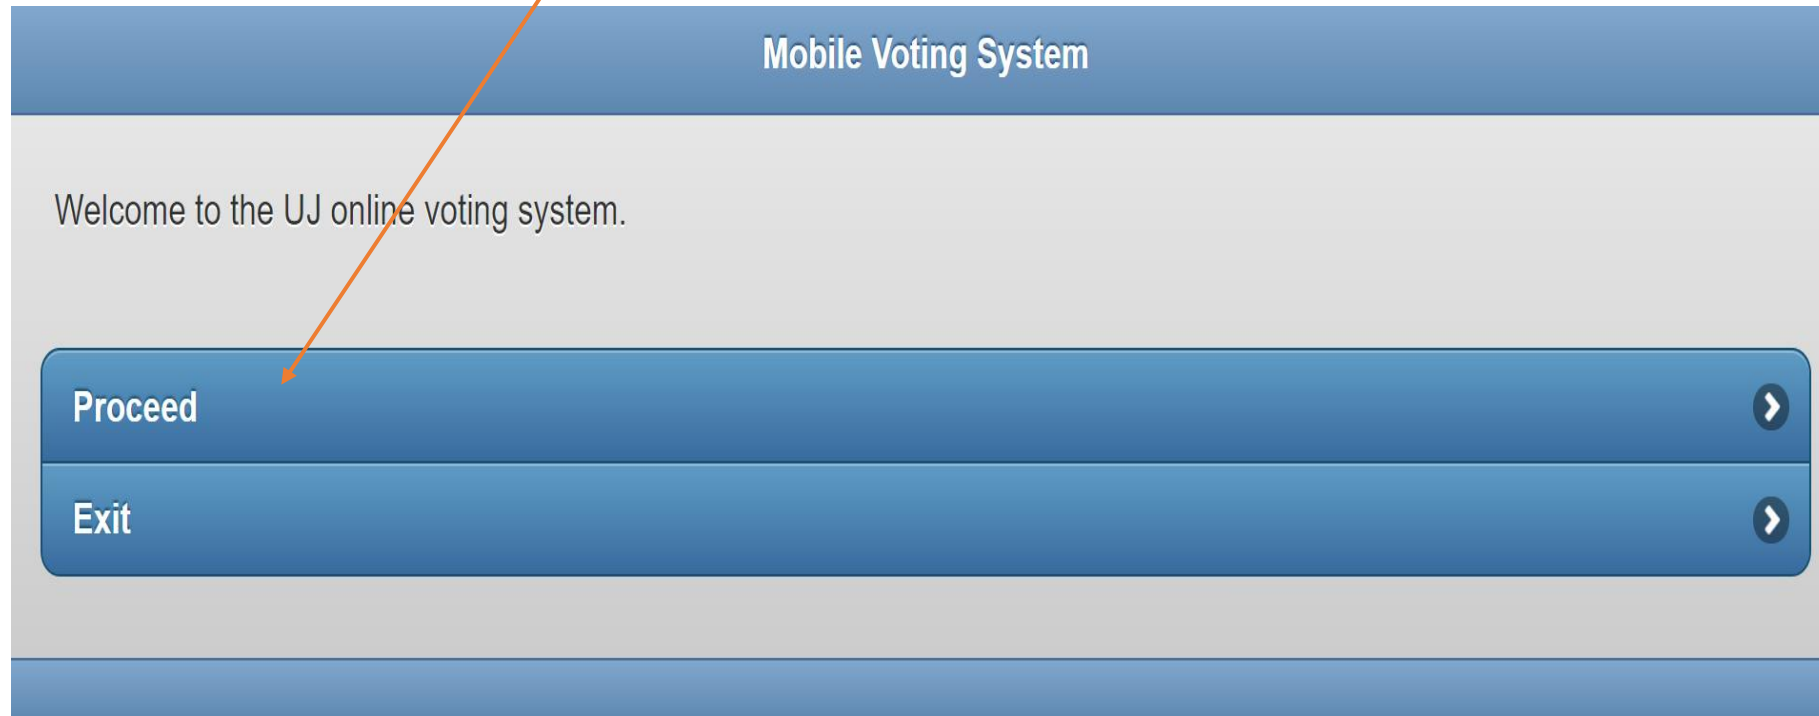 Mobile Voting System
Welcome to the UJ online voting system.
Proceed
Exit